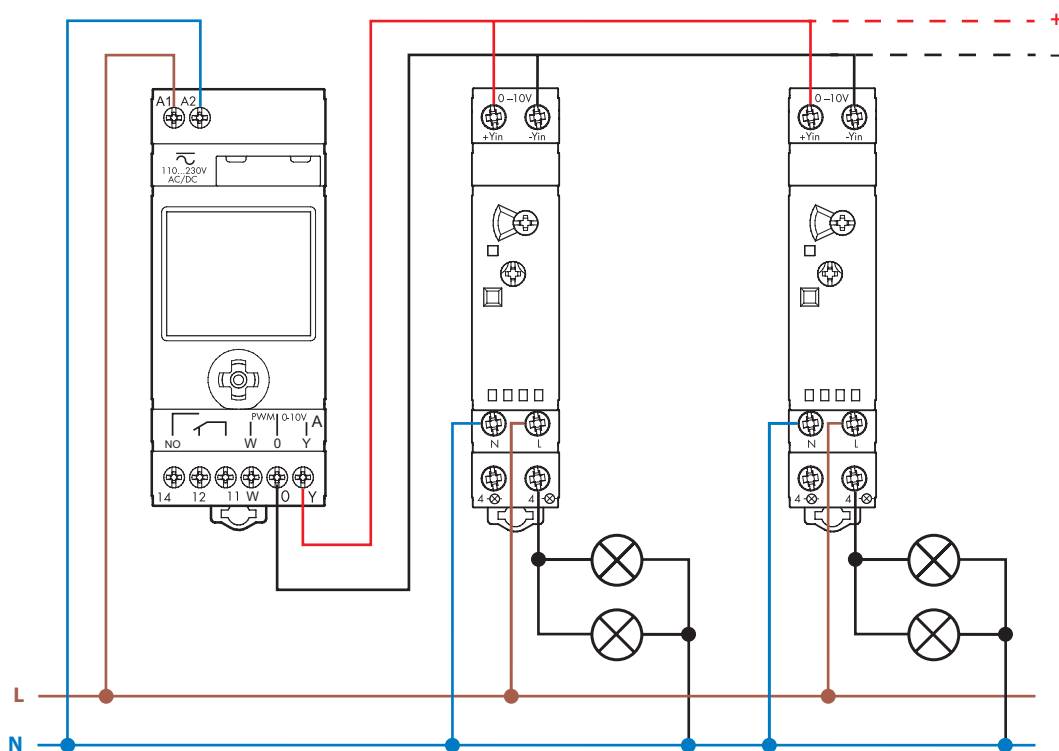 +
–
A1 A2
110...230V
AC/DC
PWM 0-10V A
NO W 0 Y
14 12 11 W O Y
0–10V
+Yin -Yin
N L
4 4
0–10V
+Yin -Yin
N L
4 4
L
N